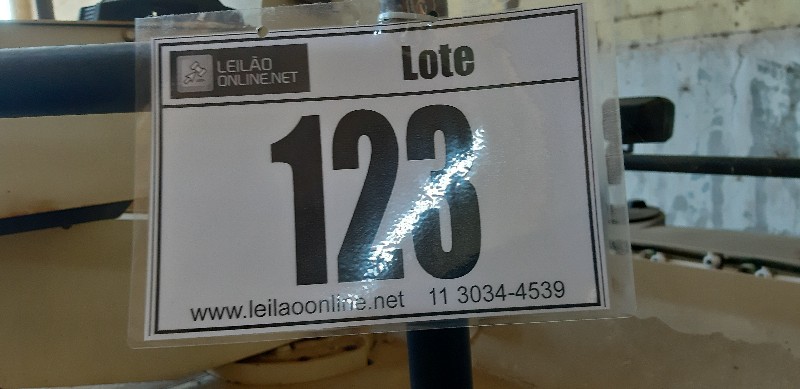 LEILÃO
ONLINE.NET
Lote
123
www.leilaoonline.net 11 3034-4539